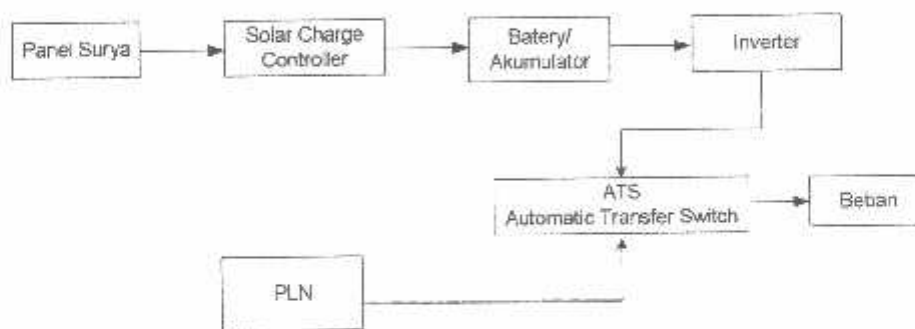 Panel Surya
Solar Charge
Controller
Batery/
Akumulator
Inverter
ATS
Automatic Transfer Switch
Beban
PLN